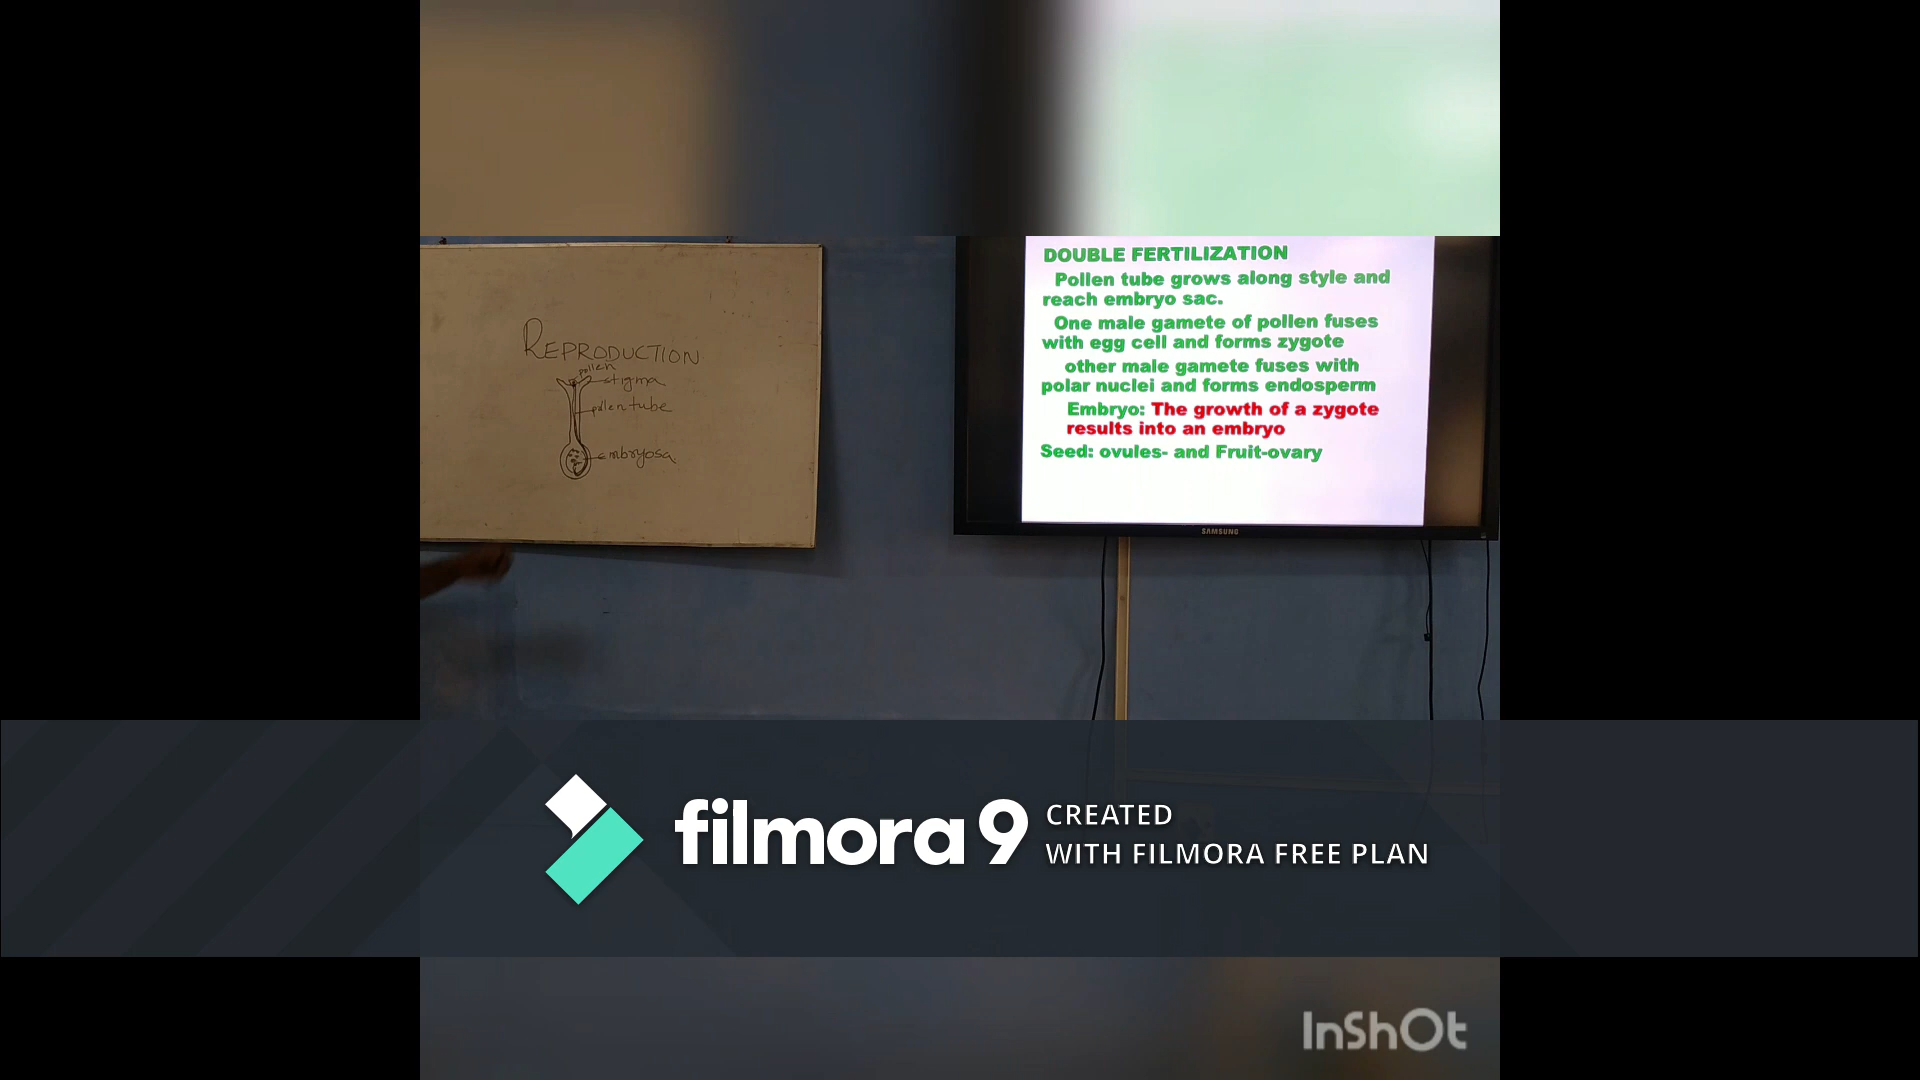 REPRODUCTION
pollen
stigma
pollen tube
embryosa
DOUBLE FERTILIZATION
Pollen tube grows along style and
reach embryo sac.
One male gamete of pollen fuses
with egg cell and forms zygote
other male gamete fuses with
polar nuclei and forms endosperm
Embryo: The growth of a zygote
results into an embryo
Seed: ovules- and Fruit-ovary
SAMSUNG
filmora 9
CREATED
WITH FILMORA FREE PLAN
InShOt